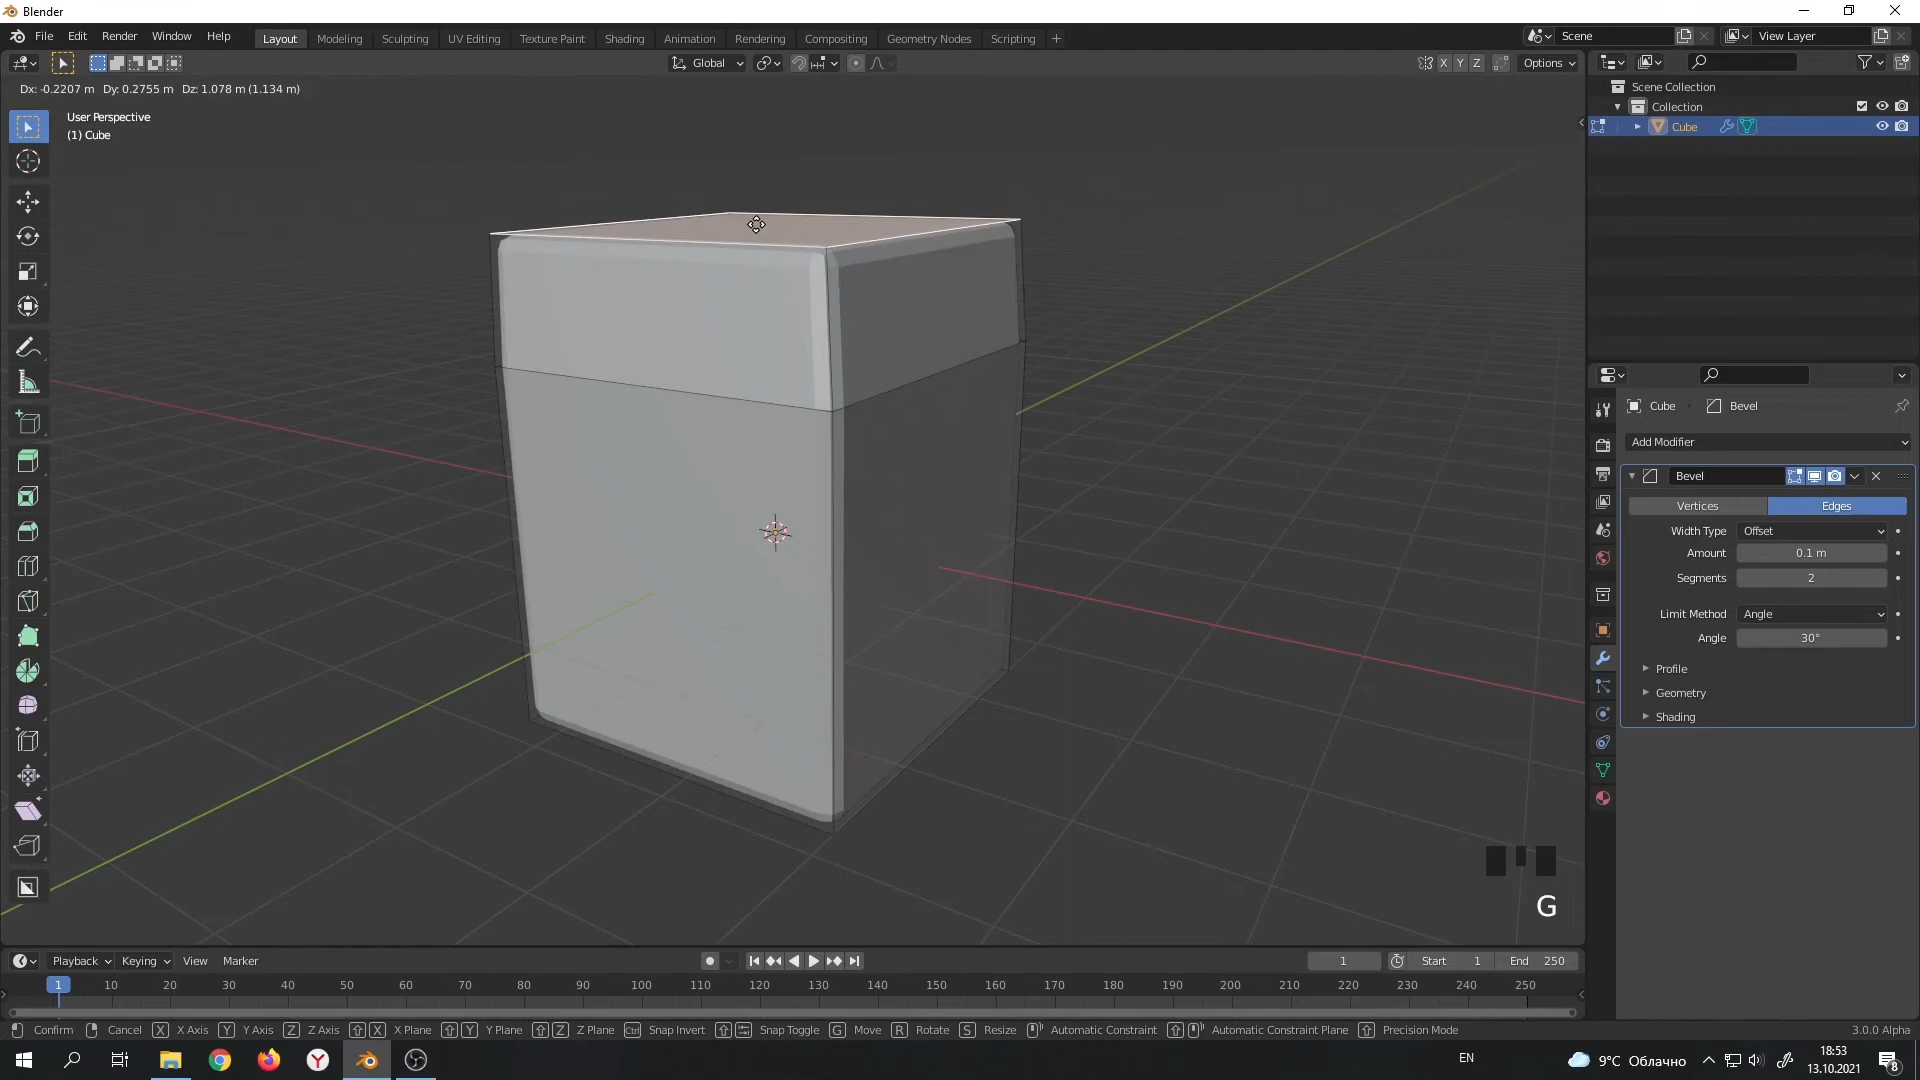 Blender
File Edit Render Window Help Layout Modeling Sculpting UV Editing Texture Paint Shading Animation Rendering Compositing Geometry Nodes Scripting + Scene View Layer
Global X Y Z Options
Dx: -0.2207 m Dy: 0.2755 m Dz: 1.078 m (1.134 m)
User Perspective
(1) Cube
Scene Collection
Collection
Cube
Cube Bevel
Add Modifier
Bevel
Vertices Edges
Width Type Offset
Amount 0.1 m
Segments 2
Limit Method Angle
Angle 30°
Profile
Geometry
Shading
G
Playback Keying View Marker 1 Start 1 End 250
1 10 20 30 40 50 60 70 80 90 100 110 120 130 140 150 160 170 180 190 200 210 220 230 240 250
Confirm Cancel X X Axis Y Y Axis Z Z Axis X X Plane Y Y Plane Z Z Plane Ctrl Snap Invert Snap Toggle G Move R Rotate S Resize Automatic Constraint Automatic Constraint Plane Precision Mode 3.0.0 Alpha
EN 9°C Облачно 18:53
13.10.2021 8